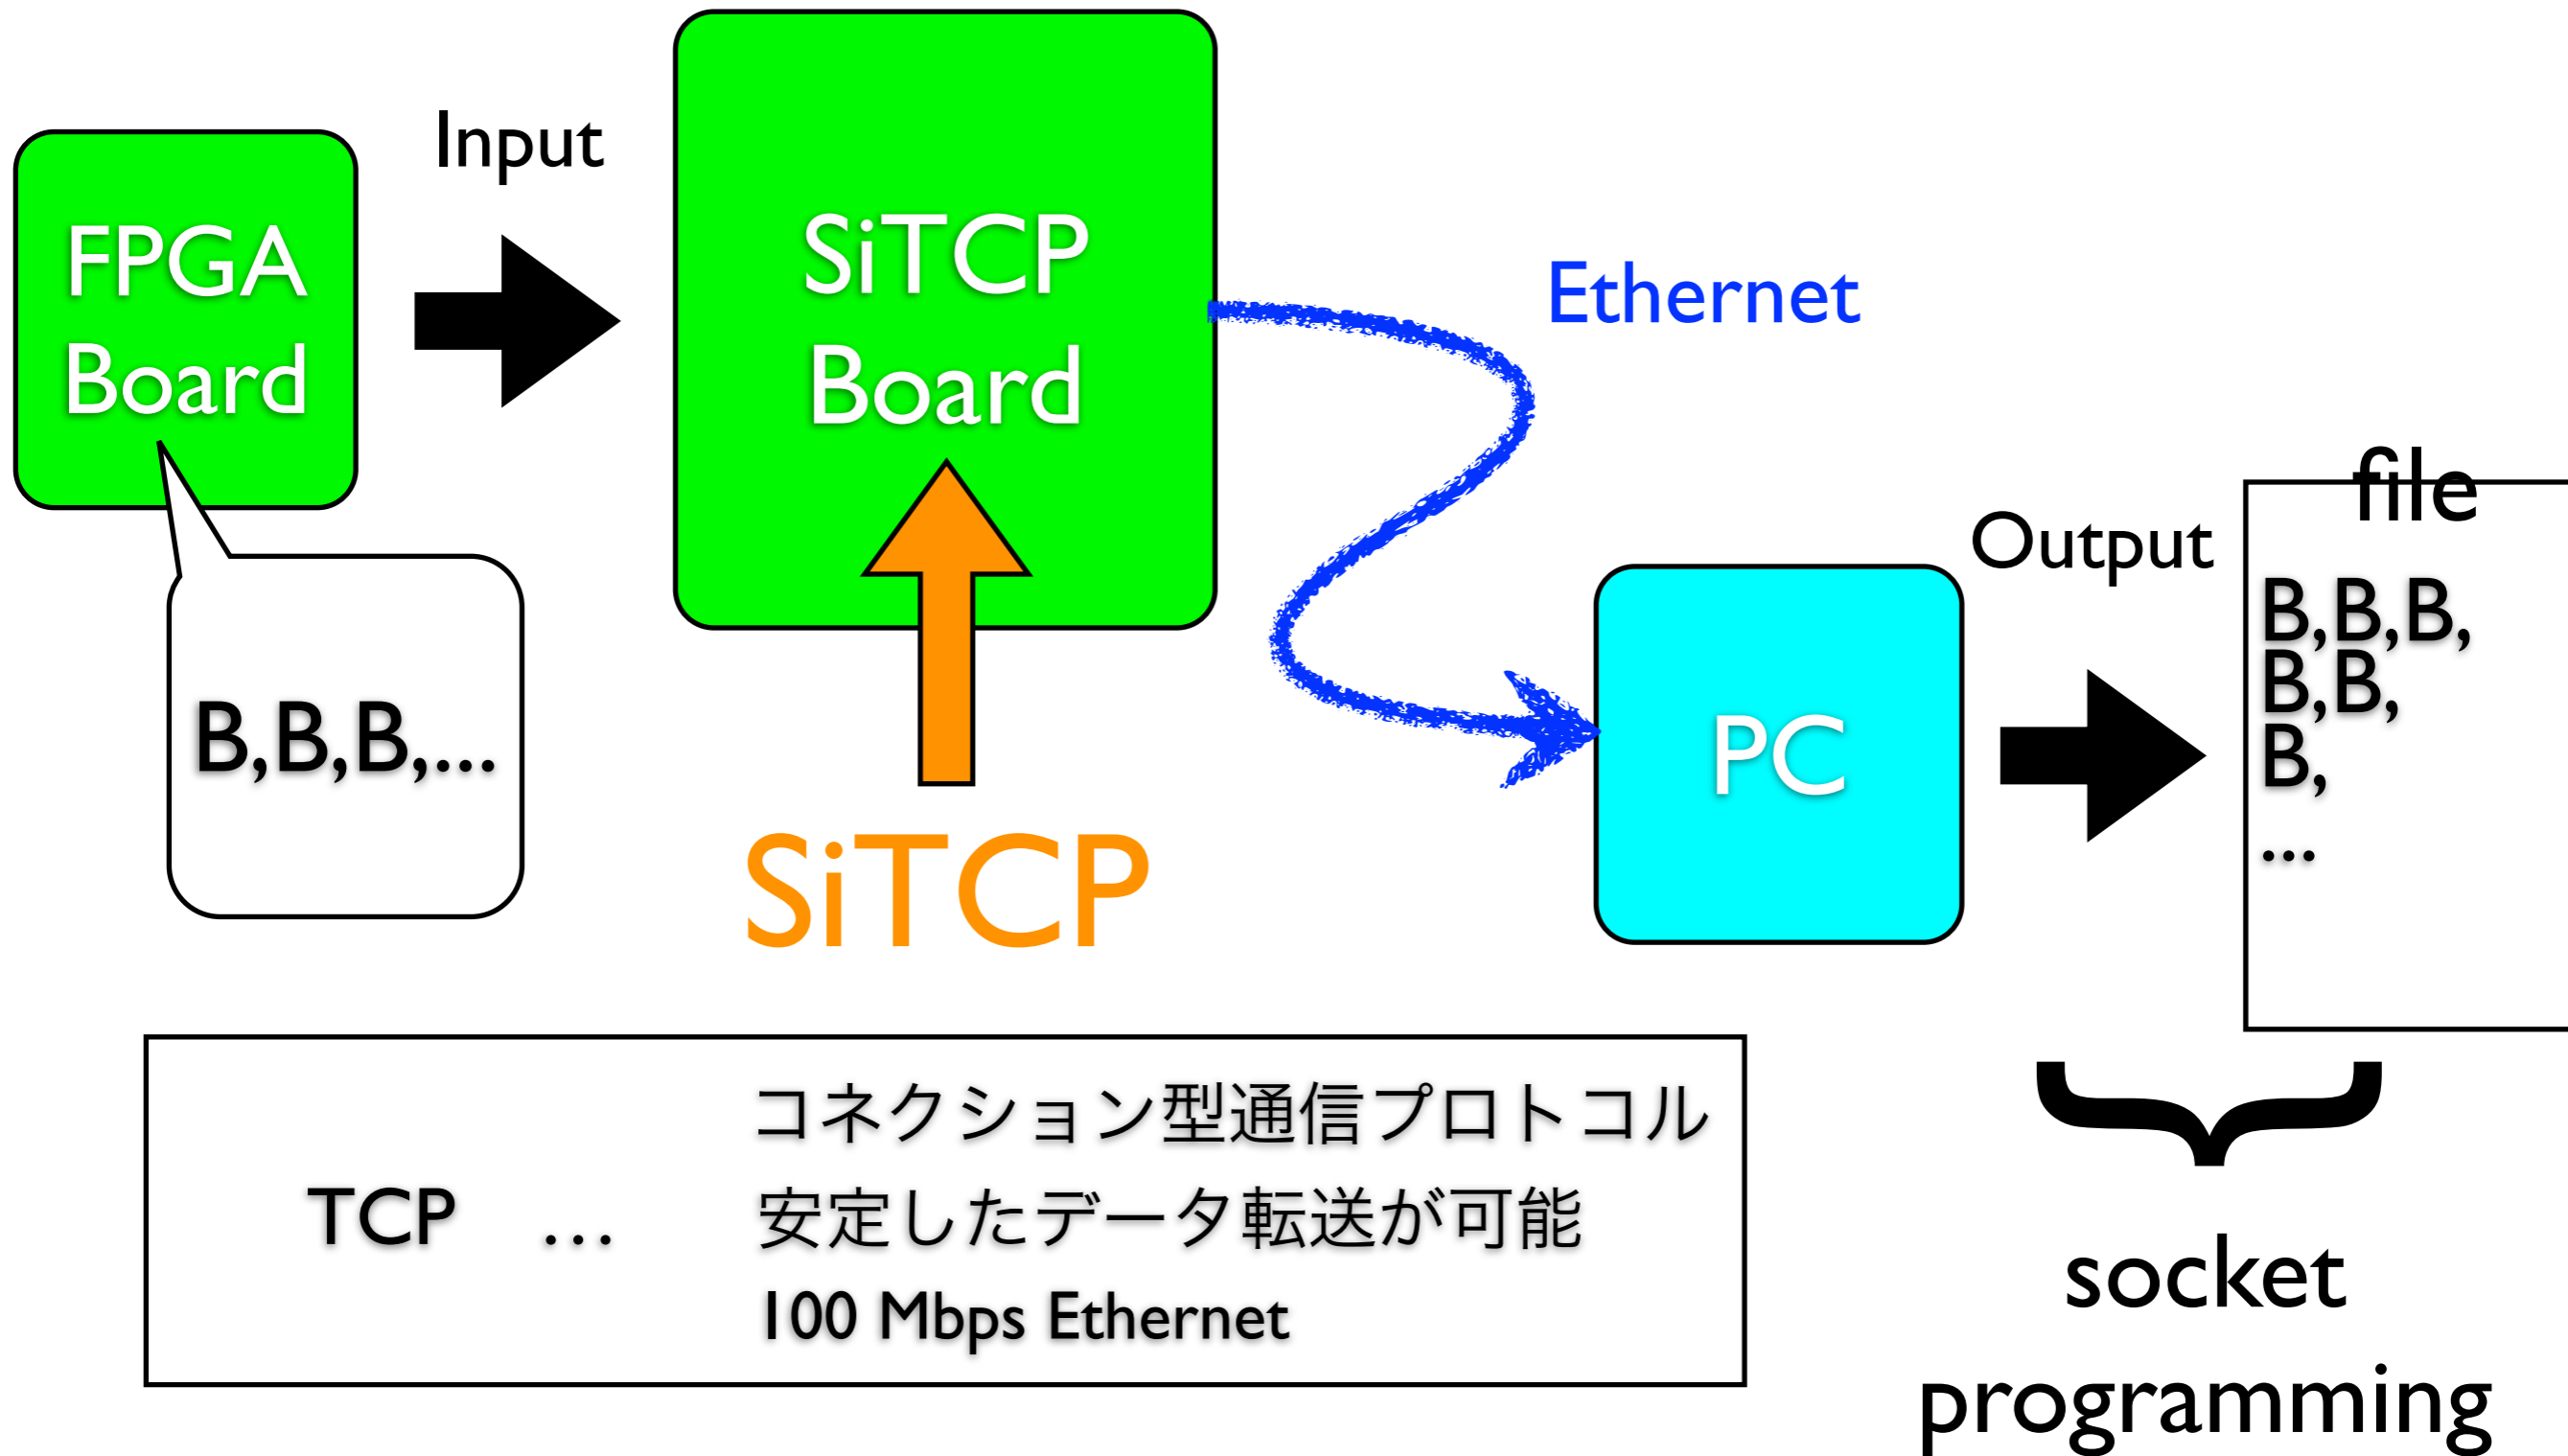 Input
FPGA
Board
SiTCP
Board
Ethernet
B,B,B,...
SiTCP
PC
Output
file
B,B,B,
B,B,
B,
...
TCP …
コネクション型通信プロトコル
安定したデータ転送が可能
100 Mbps Ethernet
socket
programming